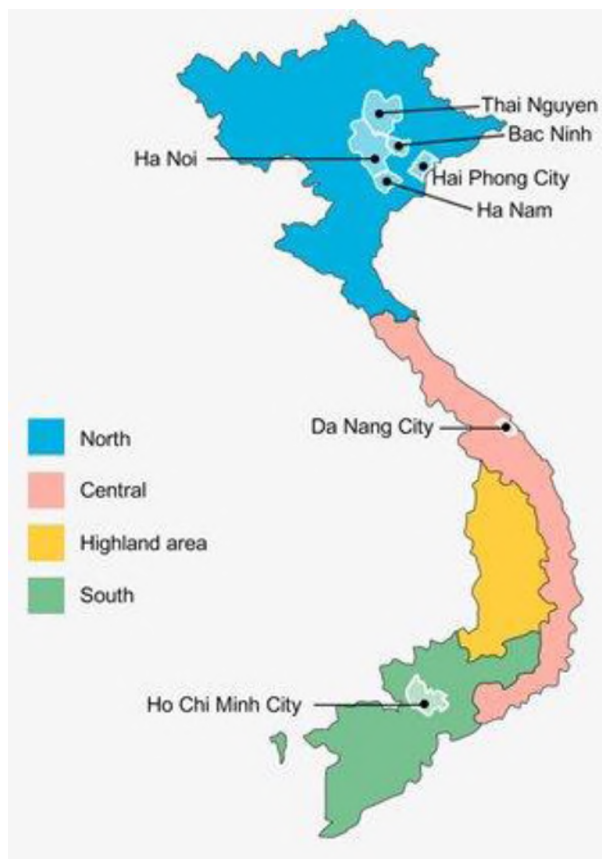 Thai Nguyen
Bac Ninh
Ha Noi
Hai Phong City
Ha Nam
Da Nang City
North
Central
Highland area
South
Ho Chi Minh City